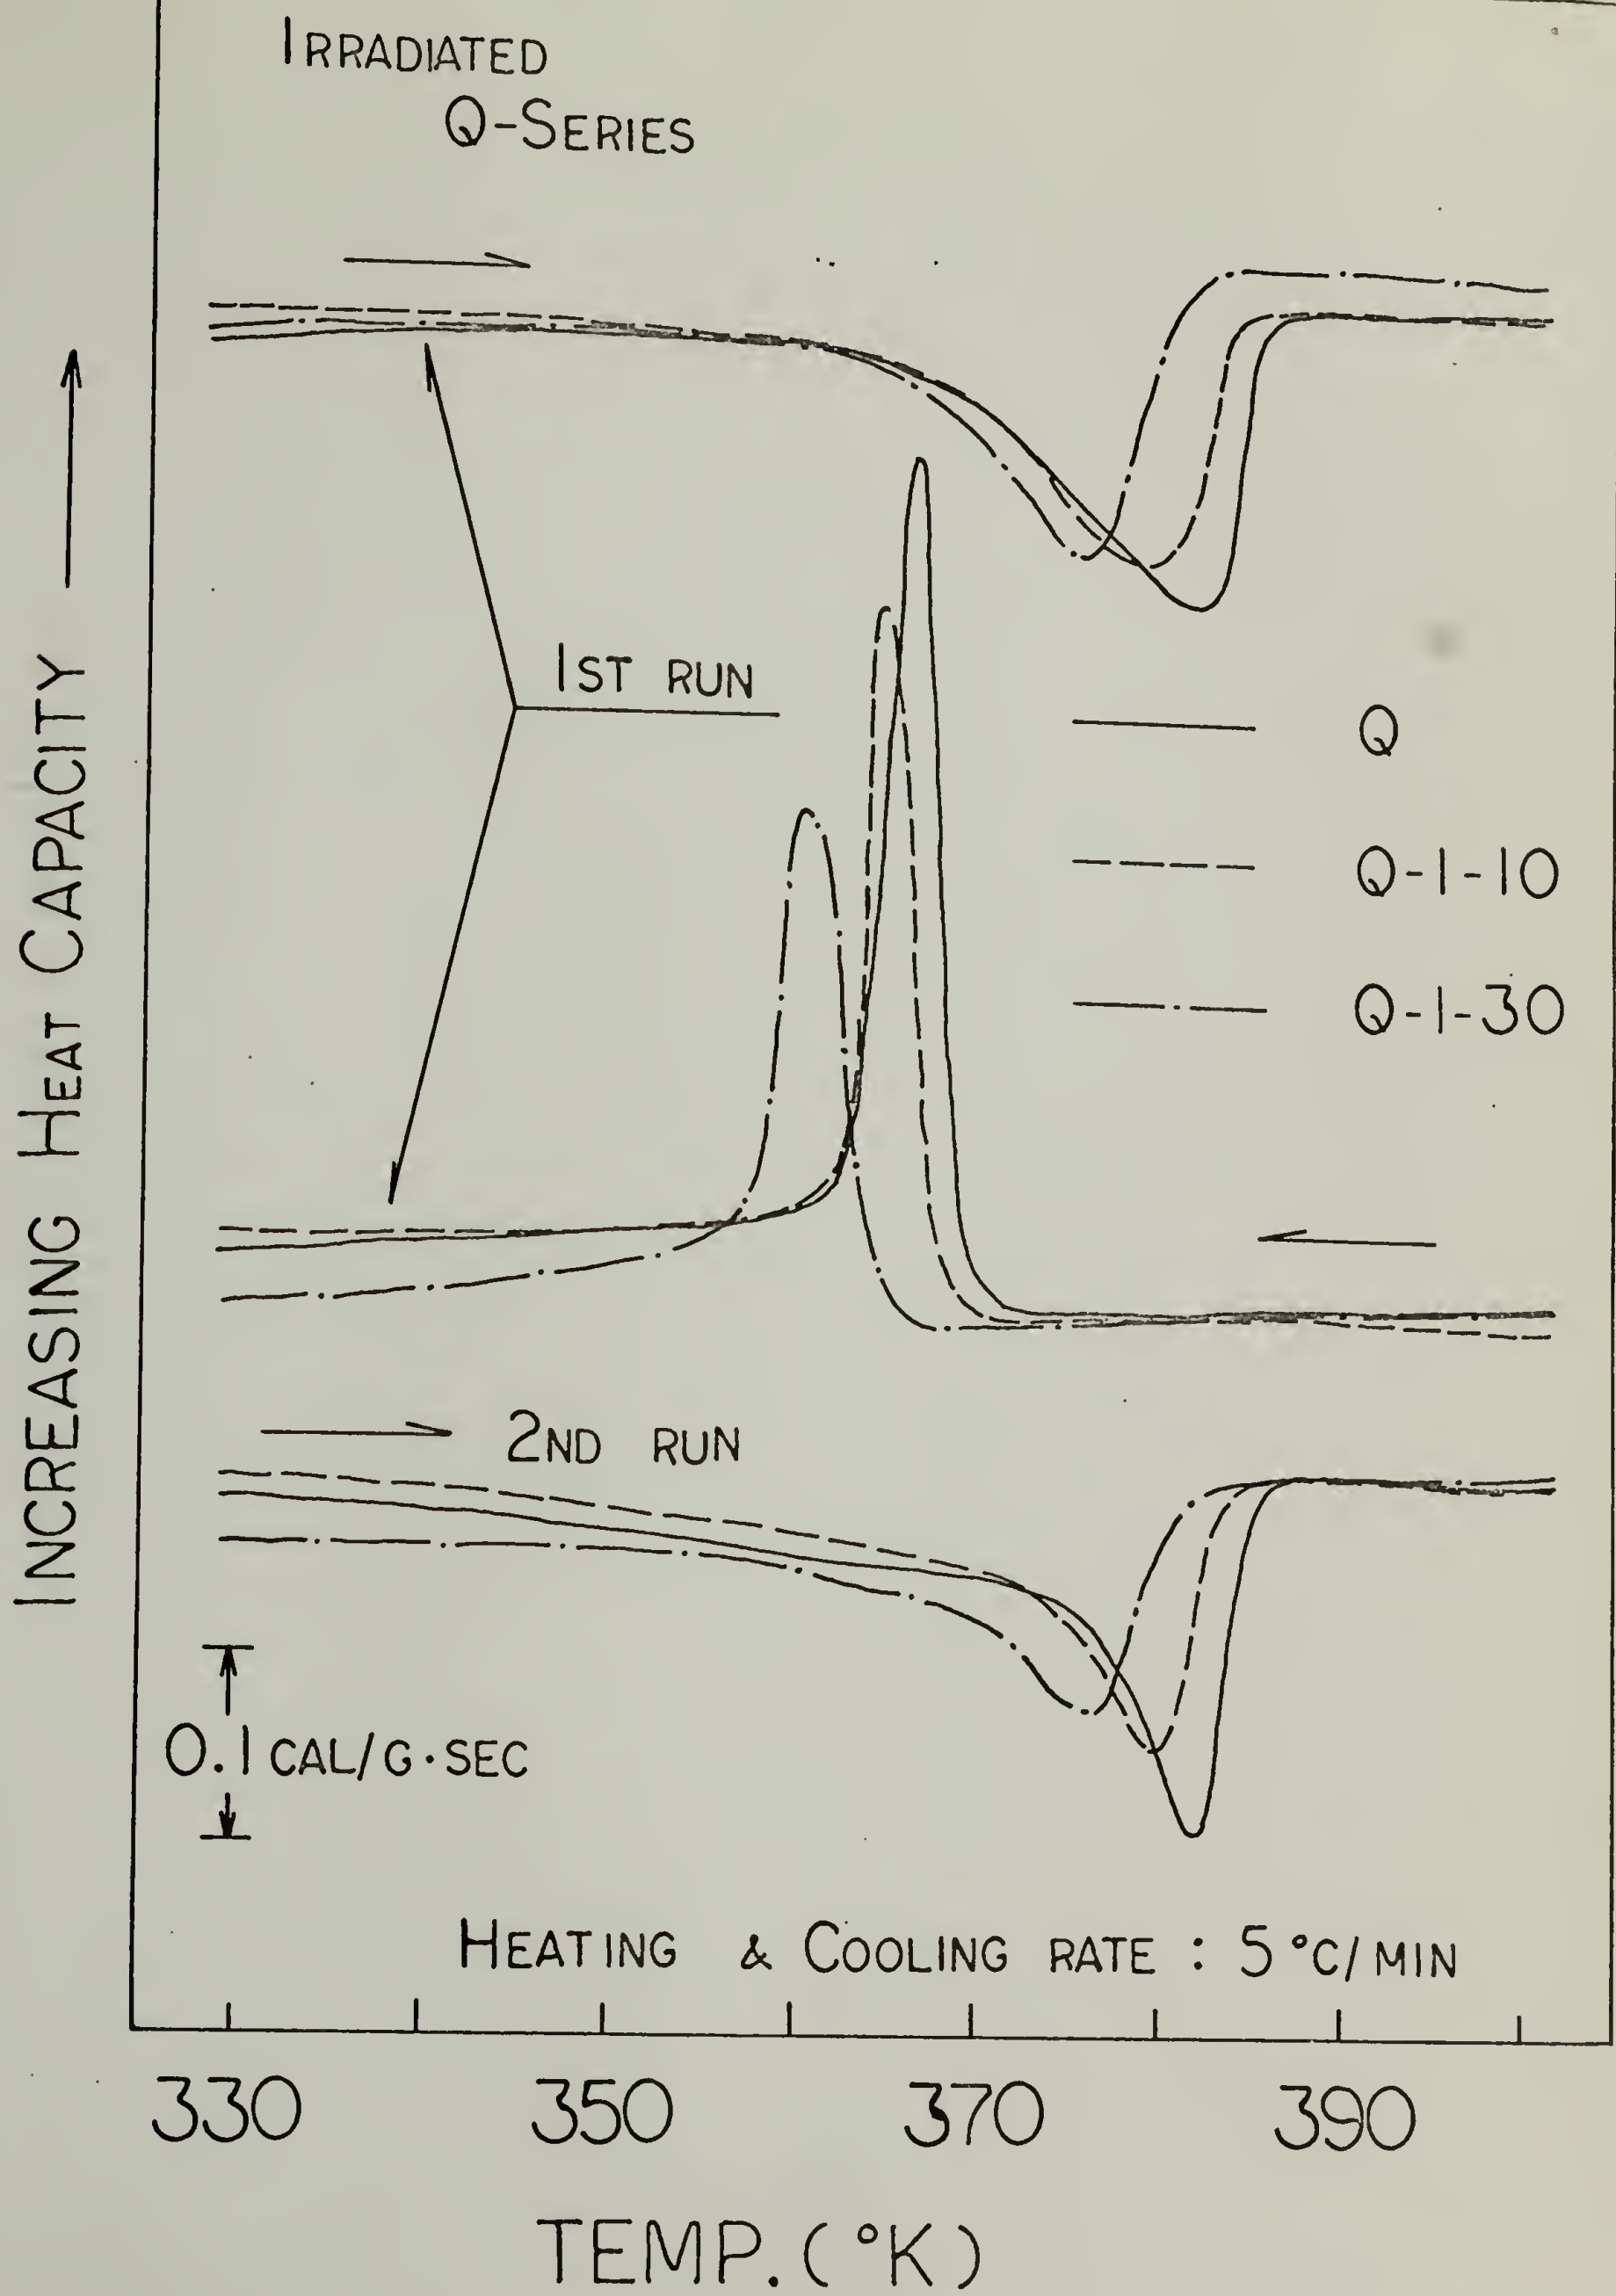 IRRADIATED
Q-SERIES
1ST RUN
Q
Q-1-10
Q-1-30
INCREASING HEAT CAPACITY
2ND RUN
0.1 CAL/G·SEC
HEATING & COOLING RATE : 5 °C/MIN
330 350 370 390
TEMP. (°K)